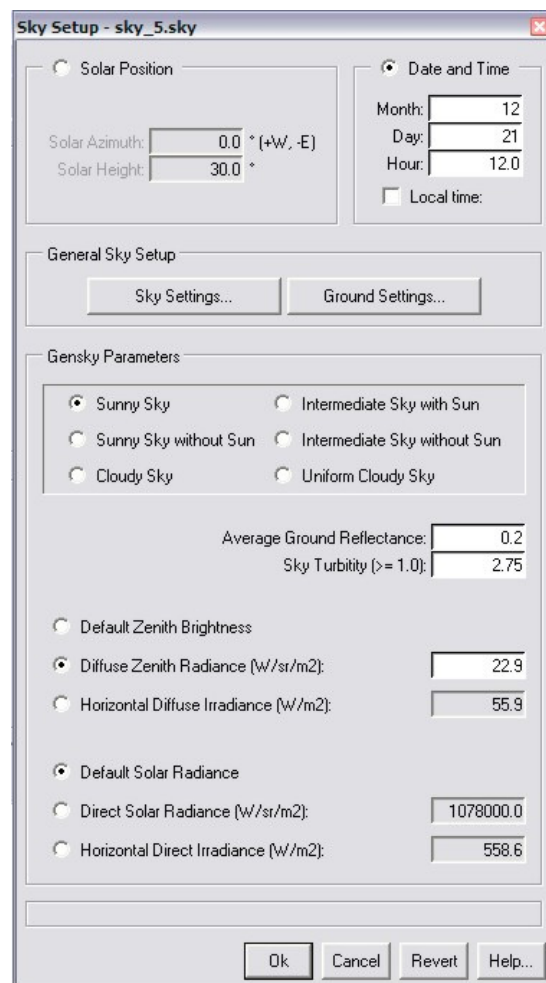 Sky Setup - sky_5.sky
Solar Position
Solar Azimuth: 0.0 ° (+W, -E)
Solar Height: 30.0 °
Date and Time
Month: 12
Day: 21
Hour: 12.0
Local time:
General Sky Setup
Sky Settings... Ground Settings...
Gensky Parameters
Sunny Sky Intermediate Sky with Sun
Sunny Sky without Sun Intermediate Sky without Sun
Cloudy Sky Uniform Cloudy Sky
Average Ground Reflectance: 0.2
Sky Turbitity (>= 1.0): 2.75
Default Zenith Brightness
Diffuse Zenith Radiance (W/sr/m2): 22.9
Horizontal Diffuse Irradiance (W/m2): 55.9
Default Solar Radiance
Direct Solar Radiance (W/sr/m2): 1078000.0
Horizontal Direct Irradiance (W/m2): 558.6
Ok Cancel Revert Help...